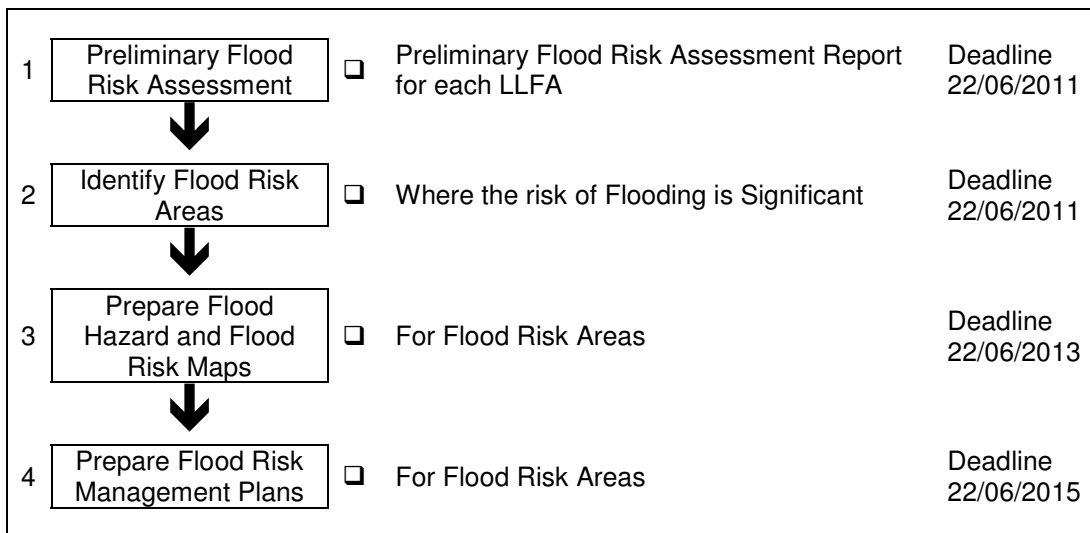 1 Preliminary Flood Risk Assessment ❑ Preliminary Flood Risk Assessment Report for each LLFA Deadline 22/06/2011
2 Identify Flood Risk Areas ❑ Where the risk of Flooding is Significant Deadline 22/06/2011
3 Prepare Flood Hazard and Flood Risk Maps ❑ For Flood Risk Areas Deadline 22/06/2013
4 Prepare Flood Risk Management Plans ❑ For Flood Risk Areas Deadline 22/06/2015